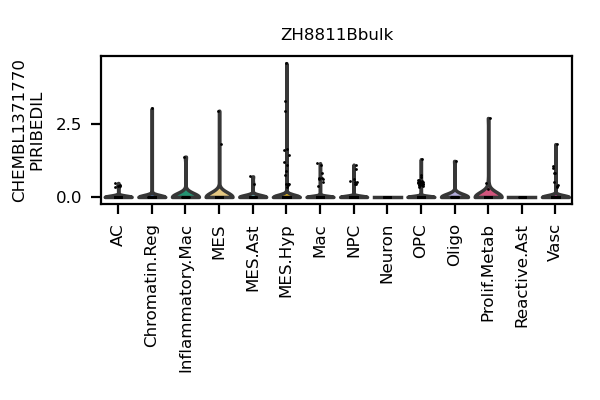 ZH8811Bbulk
CHEMBL1371770
PIRIBEDIL
2.5
0.0
AC
Chromatin.Reg
Inflammatory.Mac
MES
MES.Ast
MES.Hyp
Mac
NPC
Neuron
OPC
Oligo
Prolif.Metab
Reactive.Ast
Vasc